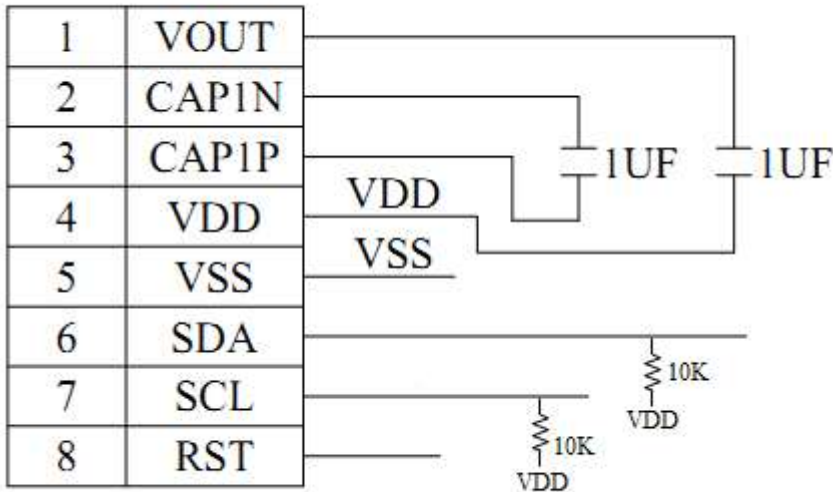 1 VOUT
2 CAP1N
3 CAP1P 1UF 1UF
4 VDD VDD
5 VSS VSS
6 SDA
10K
7 SCL
VDD
10K
8 RST
VDD